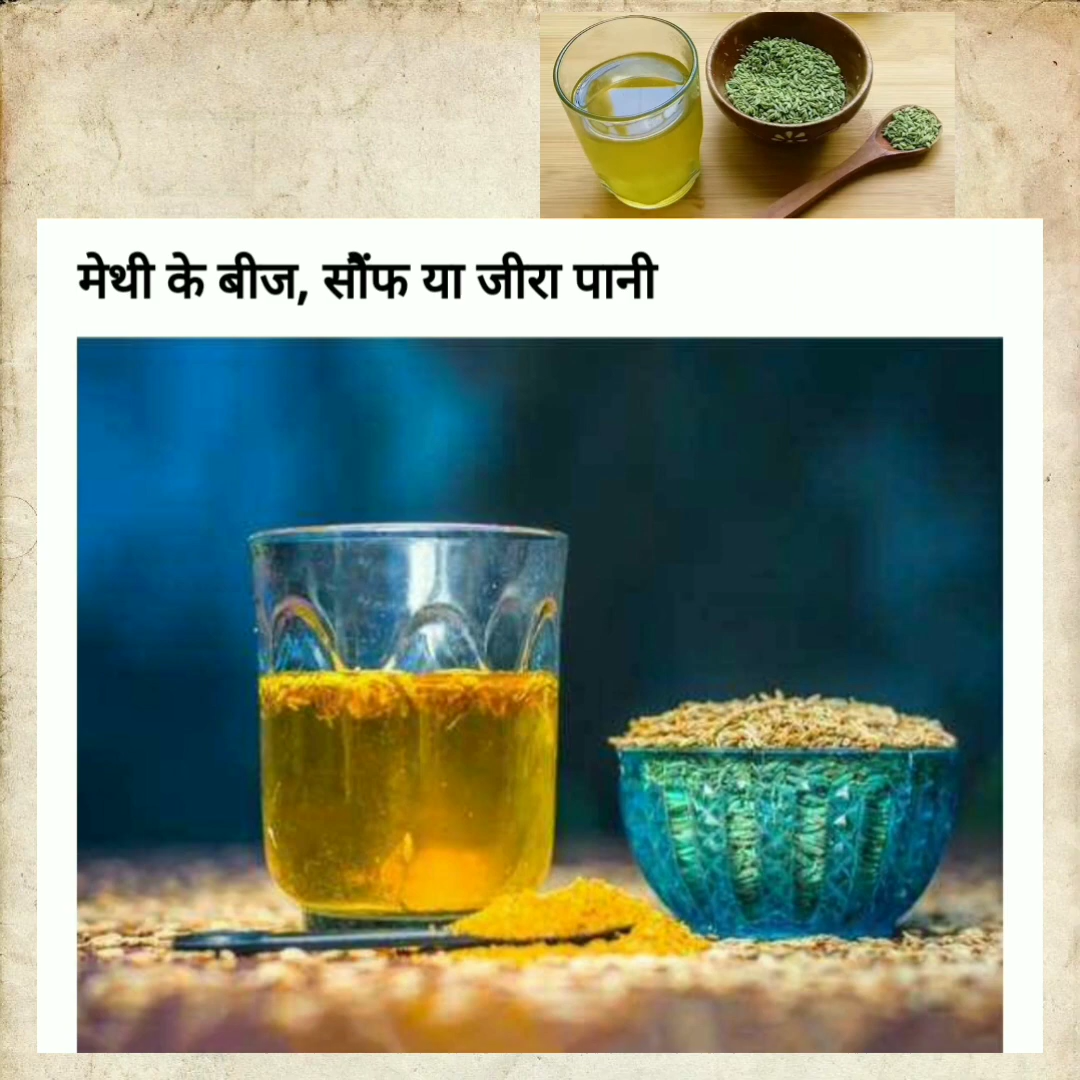 मेथी के बीज, सौंफ या जीरा पानी